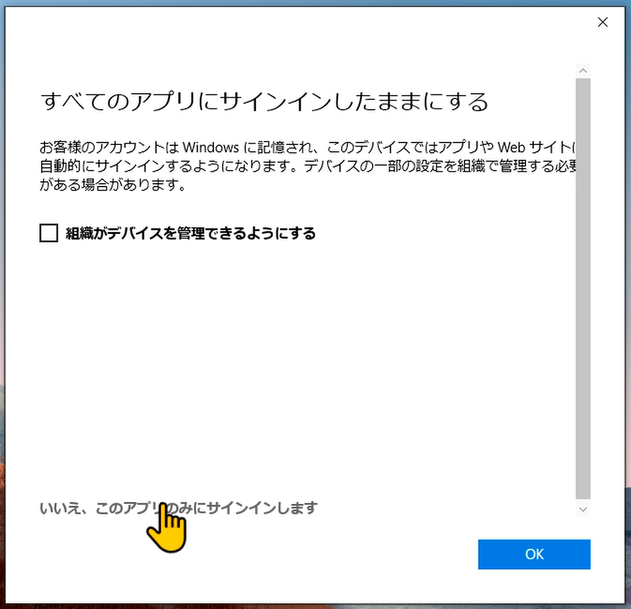 すべてのアプリにサインインしたままにする
お客様のアカウントは Windows に記憶され、このデバイスではアプリや Web サイトに
自動的にサインインするようになります。デバイスの一部の設定を組織で管理する必要
がある場合があります。
組織がデバイスを管理できるようにする
いいえ、このアプリのみにサインインします
OK